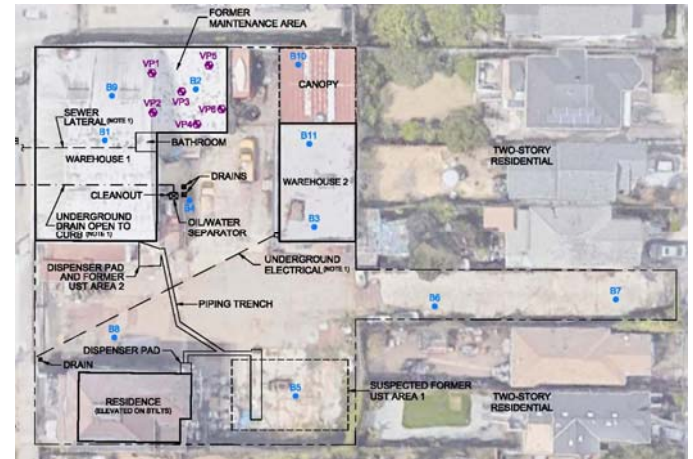 FORMER
MAINTENANCE AREA
VP1
VP5
B10
B9
B2
CANOPY
VP3
VP2
VP6
SEWER
LATERAL (NOTE 1)
B1
VP4
BATHROOM
B11
TWO-STORY
RESIDENTIAL
WAREHOUSE 1
DRAINS
WAREHOUSE 2
CLEANOUT
B4
OIL/WATER
SEPARATOR
B3
UNDERGROUND
DRAIN OPEN TO
CURB (NOTE 1)
UNDERGROUND
ELECTRICAL (NOTE 1)
DISPENSER PAD
AND FORMER
UST AREA 2
PIPING TRENCH
B6
B7
B8
DISPENSER PAD
DRAIN
SUSPECTED FORMER
UST AREA 1
B5
RESIDENCE
(ELEVATED ON STILTS)
TWO-STORY
RESIDENTIAL